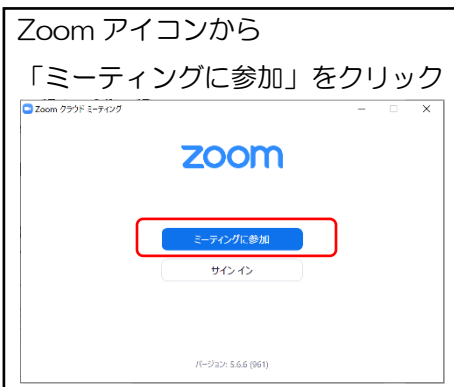 Zoom アイコンから
「ミーティングに参加」をクリック
Zoom クラウド ミーティング
zoom
ミーティングに参加
サイン イン
バージョン: 5.6.6 (961)